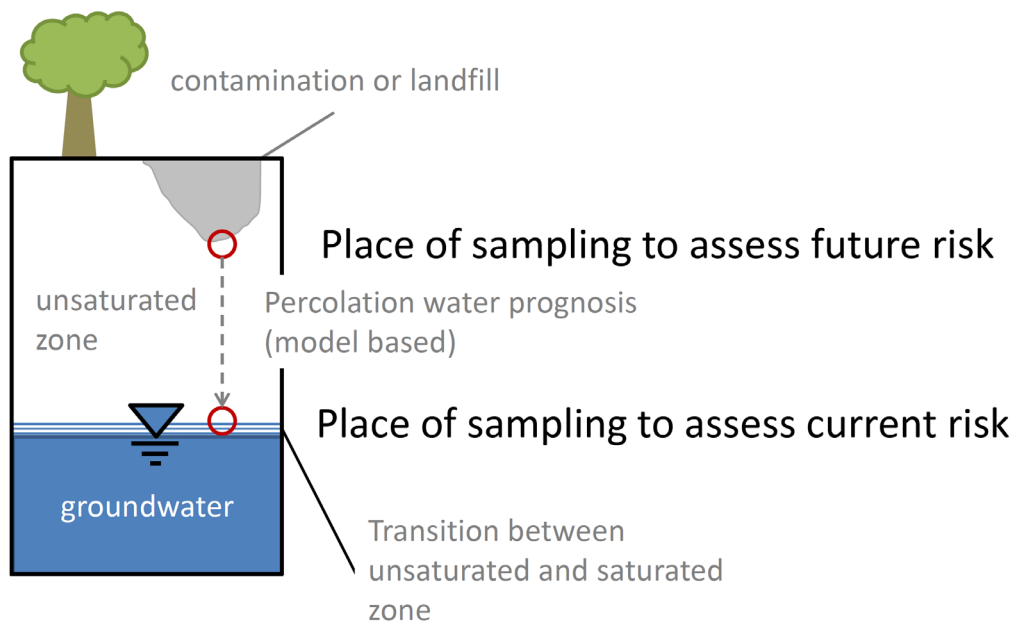 contamination or landfill
Place of sampling to assess future risk
unsaturated
zone
Percolation water prognosis
(model based)
Place of sampling to assess current risk
groundwater
Transition between
unsaturated and saturated
zone